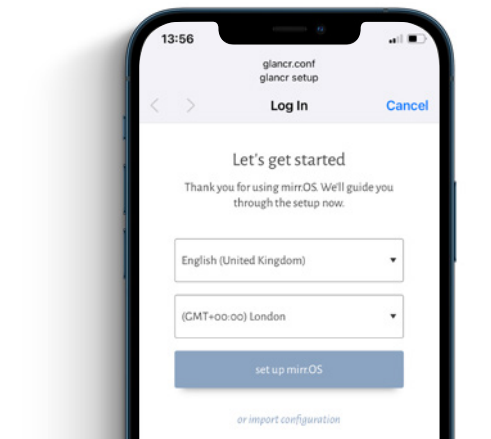 13:56
glancr.conf
glancr setup
Log In
Cancel
Let's get started
Thank you for using mirr.OS. We'll guide you
through the setup now.
English (United Kingdom)
(GMT+00:00) London
set up mirr.OS
or import configuration